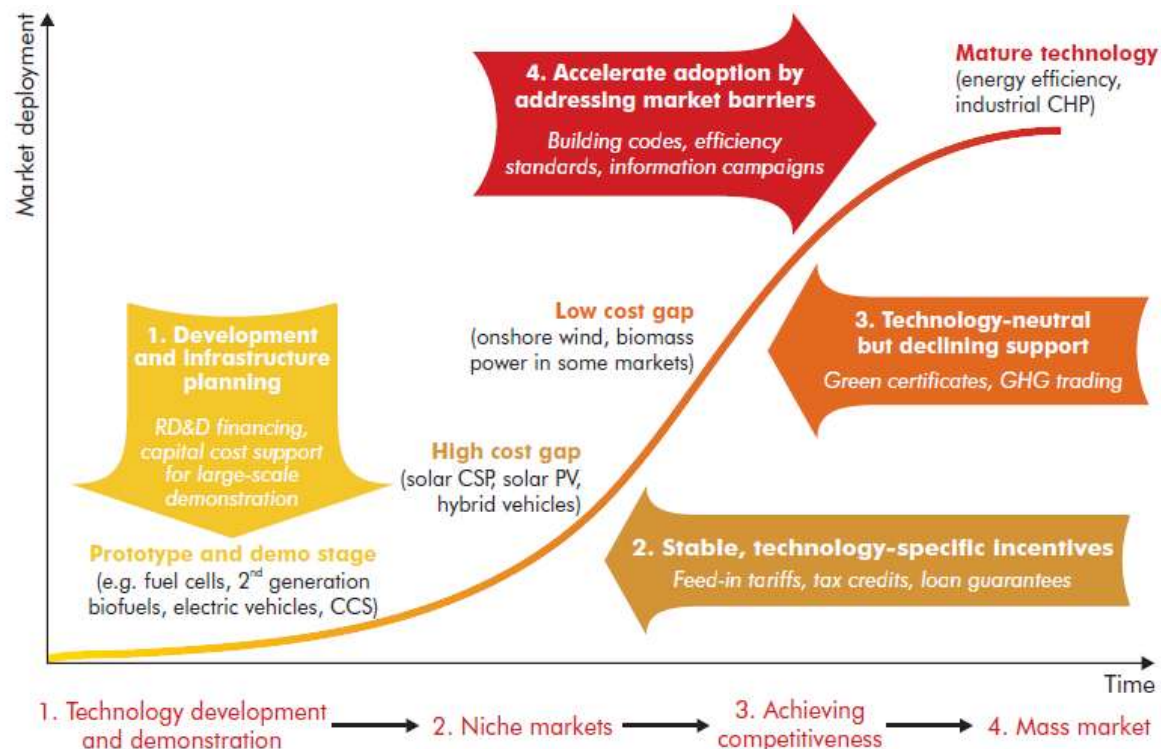 Market deployment
4. Accelerate adoption by
addressing market barriers
Building codes, efficiency
standards, information campaigns
Mature technology
(energy efficiency,
industrial CHP)
1. Development
and infrastructure
planning
RD&D financing,
capital cost support
for large-scale
demonstration
Low cost gap
(onshore wind, biomass
power in some markets)
3. Technology-neutral
but declining support
Green certificates, GHG trading
High cost gap
(solar CSP, solar PV,
hybrid vehicles)
Prototype and demo stage
(e.g. fuel cells, 2nd generation
biofuels, electric vehicles, CCS)
2. Stable, technology-specific incentives
Feed-in tariffs, tax credits, loan guarantees
Time
1. Technology development
and demonstration
2. Niche markets
3. Achieving
competitiveness
4. Mass market